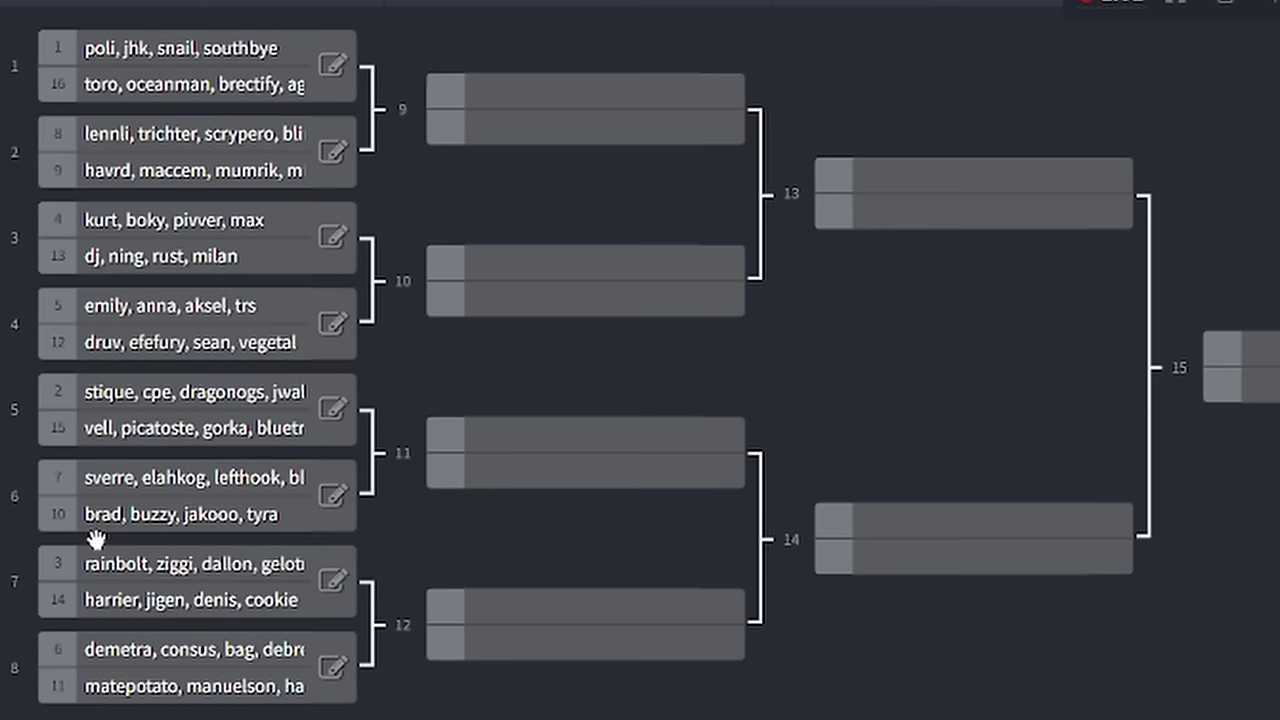 1
1 poli, jhk, snail, southbye
16 toro, oceanman, brectify, ag
2
8 lennli, trichter, scrypero, bli
9 havrd, maccem, mumrik, m
3
4 kurt, boky, pivver, max
13 dj, ning, rust, milan
4
5 emily, anna, aksel, trs
12 druv, efefury, sean, vegetal
5
2 stique, cpe, dragonogs, jwal
15 vell, picatoste, gorka, bluetr
6
7 sverre, elahkog, lefthook, bl
10 brad, buzzy, jakooo, tyra
7
3 rainbolt, ziggi, dallon, gelot
14 harrier, jigen, denis, cookie
8
6 demetra, consus, bag, debre
11 matepotato, manuelson, ha
9
10
11
12
13
14
15